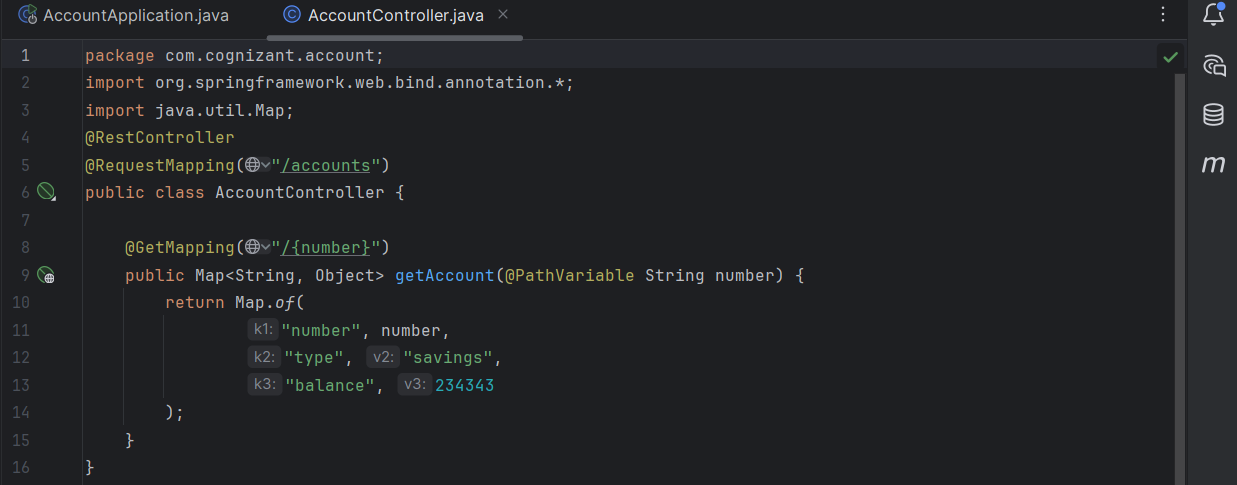 AccountApplication.java AccountController.java
1 package com.cognizant.account;
2 import org.springframework.web.bind.annotation.*;
3 import java.util.Map;
4 @RestController
5 @RequestMapping("/accounts")
6 public class AccountController {
7
8 @GetMapping("/{number}")
9 public Map<String, Object> getAccount(@PathVariable String number) {
10 return Map.of(
11 k1: "number", number,
12 k2: "type", v2: "savings",
13 k3: "balance", v3: 234343
14 );
15 }
16 }
m